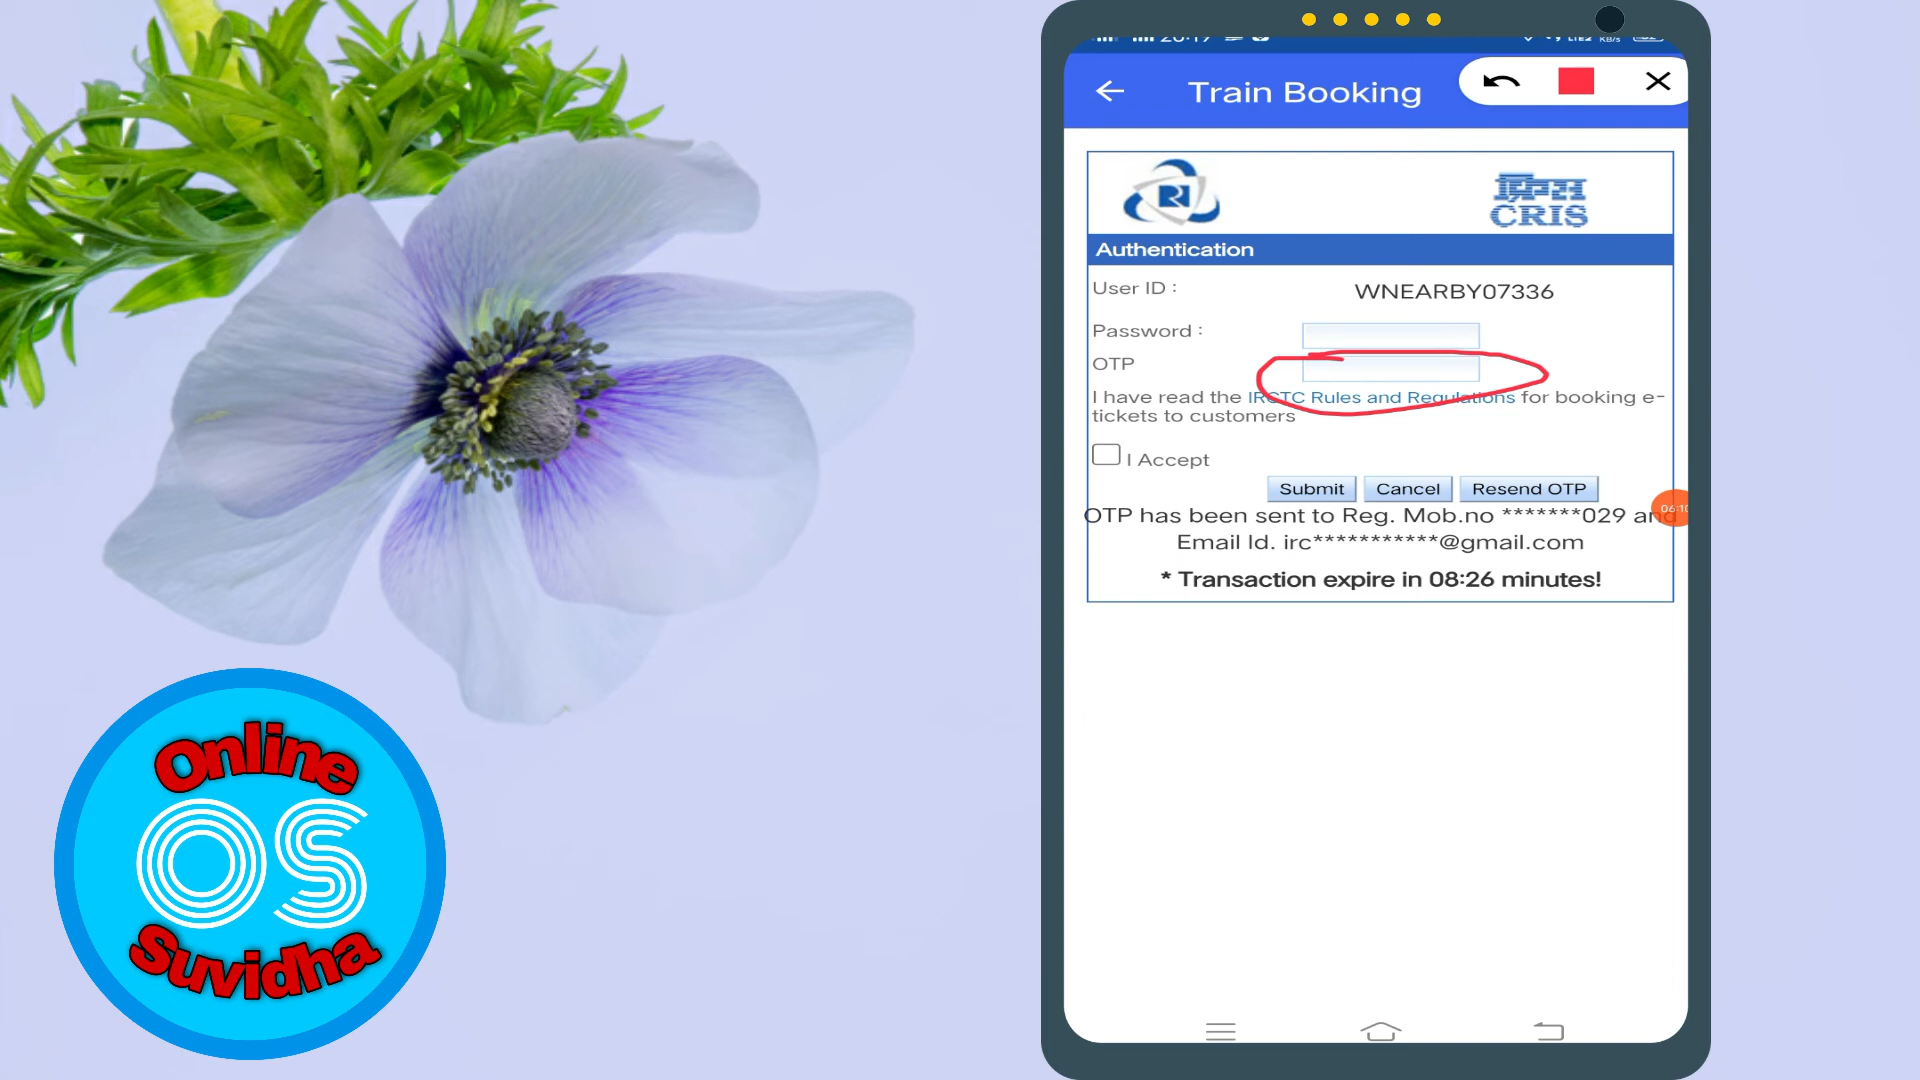 Train Booking
क्रिस
CRIS
Authentication
User ID :
WNEARBY07336
Password :
OTP
I have read the IRCTC Rules and Regulations for booking e-
tickets to customers
I Accept
Submit Cancel Resend OTP
OTP has been sent to Reg. Mob.no *******029 and
Email Id. irc***********@gmail.com
* Transaction expire in 08:26 minutes!
Online
OS
Suvidha